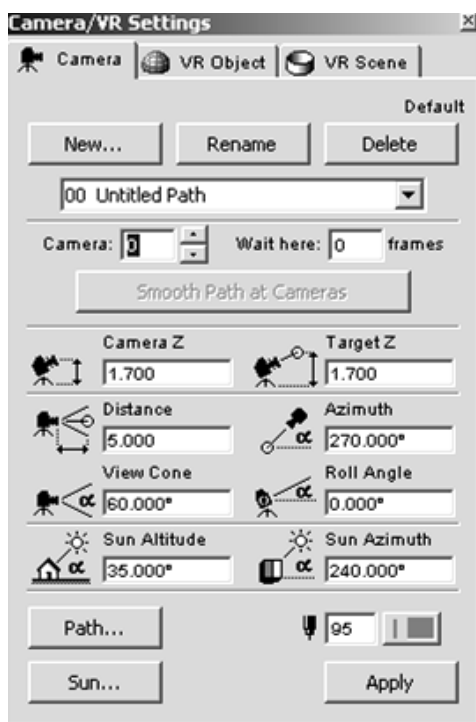 Camera/VR Settings
Camera VR Object VR Scene
Default
New... Rename Delete
00 Untitled Path
Camera: 0 Wait here: 0 frames
Smooth Path at Cameras
Camera Z Target Z
1.700 1.700
Distance Azimuth
5.000 α 270.000°
View Cone Roll Angle
α 60.000° α 0.000°
Sun Altitude Sun Azimuth
α 35.000° α 240.000°
Path... 95
Sun... Apply